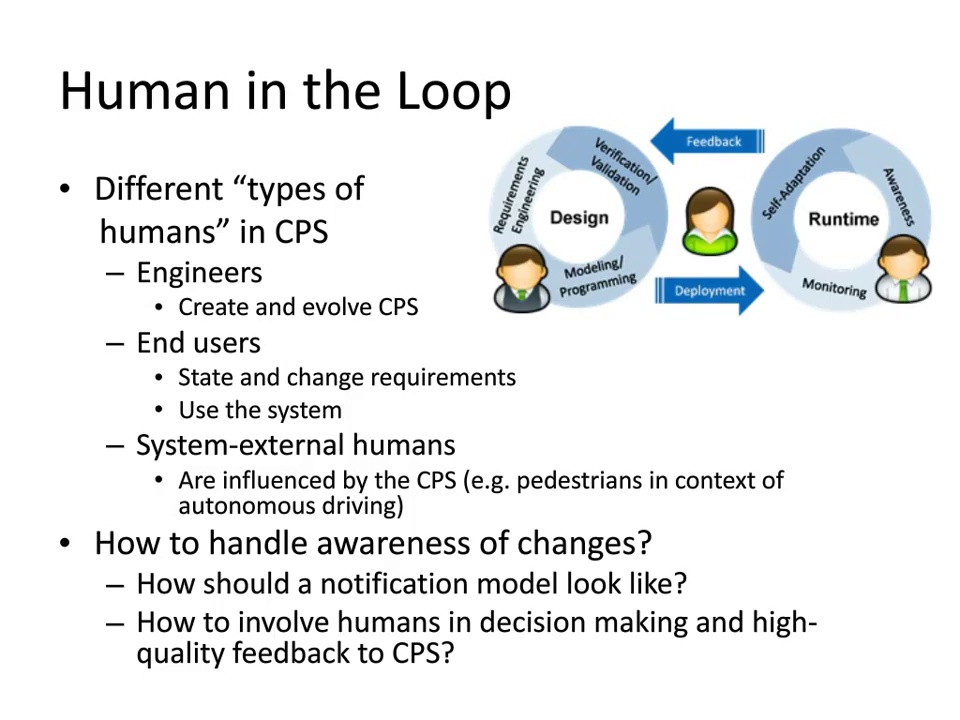 Human in the Loop
• Different “types of
humans” in CPS
– Engineers
• Create and evolve CPS
– End users
• State and change requirements
• Use the system
– System-external humans
• Are influenced by the CPS (e.g. pedestrians in context of
autonomous driving)
• How to handle awareness of changes?
– How should a notification model look like?
– How to involve humans in decision making and high-
quality feedback to CPS?
Requirements
Engineering
Verification/
Validation
Design
Modeling/
Programming
Feedback
Deployment
Self-Adaptation
Awareness
Runtime
Monitoring